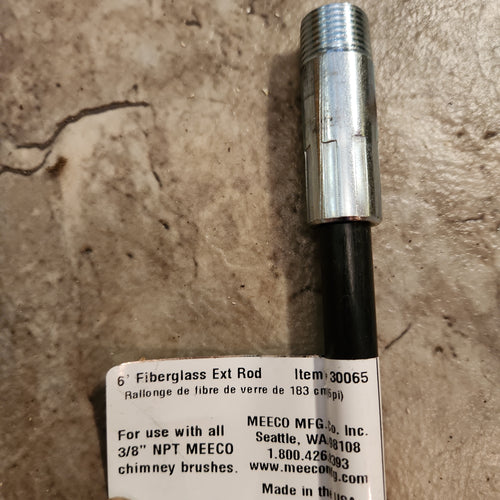 6' Fiberglass Ext Rod Item 30065
Rallonge de fibre de verre de 183 cm(6pi)
For use with all
3/8" NPT MEECO
chimney brushes.
MEECO MFG. Co. Inc.
Seattle, WA 98108
www.meecomfg.com
Made in the USA